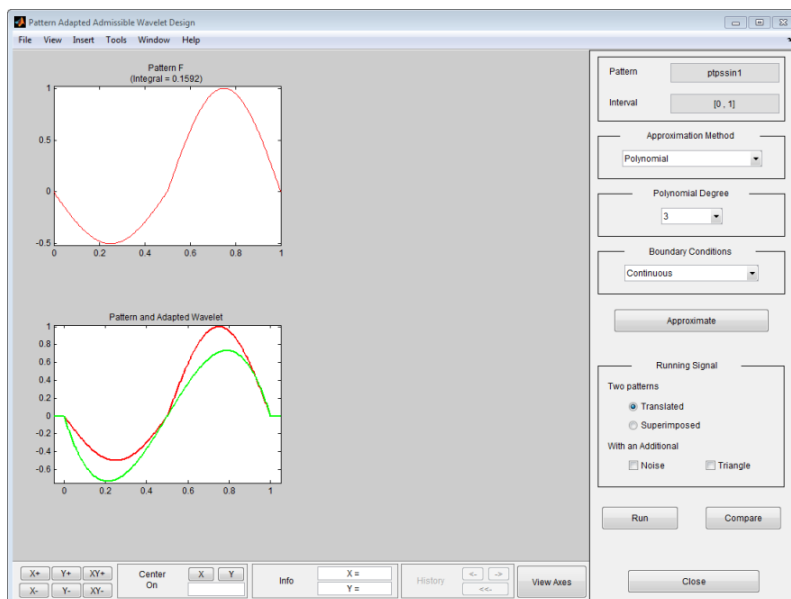 Pattern Adapted Admissible Wavelet Design
File View Insert Tools Window Help
Pattern F
(Integral = 0.1592)
1
0.5
0
-0.5
0 0.2 0.4 0.6 0.8 1
Pattern and Adapted Wavelet
1
0.8
0.6
0.4
0.2
0
-0.2
-0.4
-0.6
0 0.2 0.4 0.6 0.8 1
Pattern ptpssin1
Interval [0 , 1]
Approximation Method
Polynomial
Polynomial Degree
3
Boundary Conditions
Continuous
Approximate
Running Signal
Two patterns
Translated
Superimposed
With an Additional
Noise Triangle
Run Compare
Close
X+ Y+ XY+
X- Y- XY-
Center
On
X Y
Info
X =
Y =
History
<- ->
<<-
View Axes